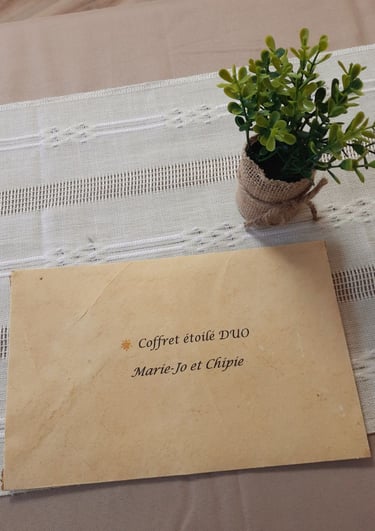 Coffret étoilé DUO
Marie-Jo et Chipie